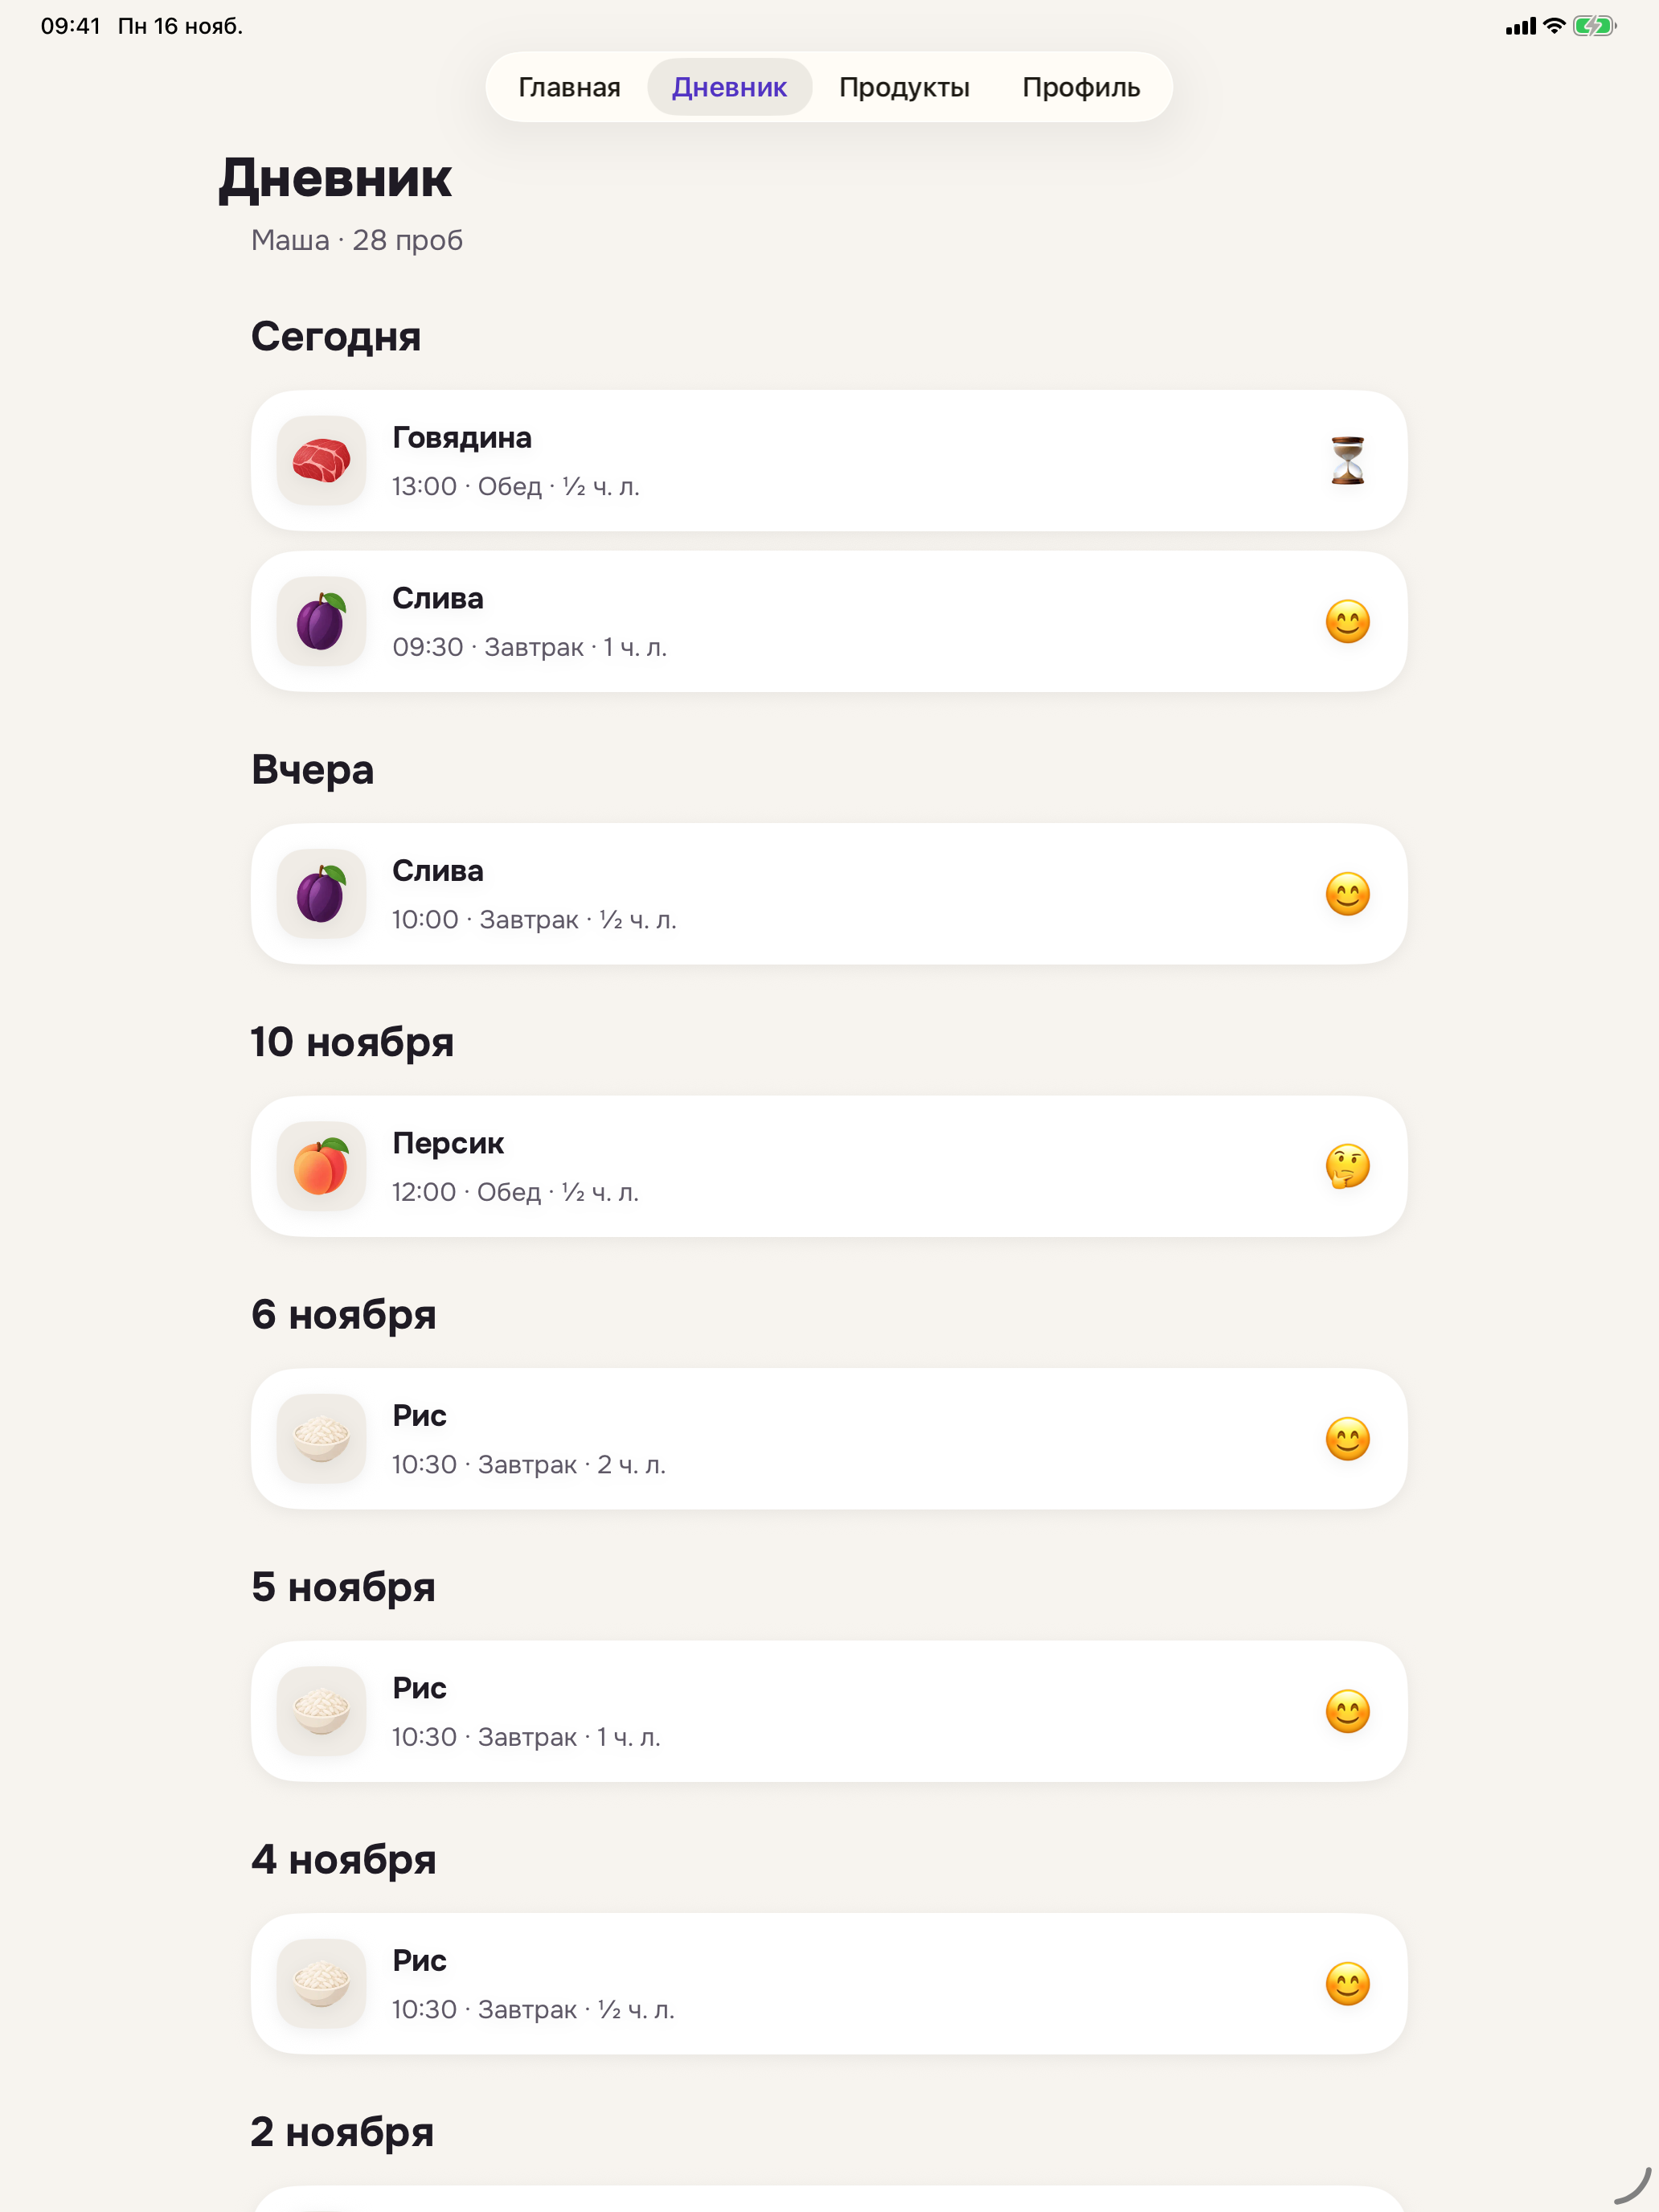 09:41 Пн 16 нояб.
Главная Дневник Продукты Профиль
Дневник
Маша · 28 проб
Сегодня
Говядина
13:00 · Обед · ½ ч. л.
Слива
09:30 · Завтрак · 1 ч. л.
Вчера
Слива
10:00 · Завтрак · ½ ч. л.
10 ноября
Персик
12:00 · Обед · ½ ч. л.
6 ноября
Рис
10:30 · Завтрак · 2 ч. л.
5 ноября
Рис
10:30 · Завтрак · 1 ч. л.
4 ноября
Рис
10:30 · Завтрак · ½ ч. л.
2 ноября